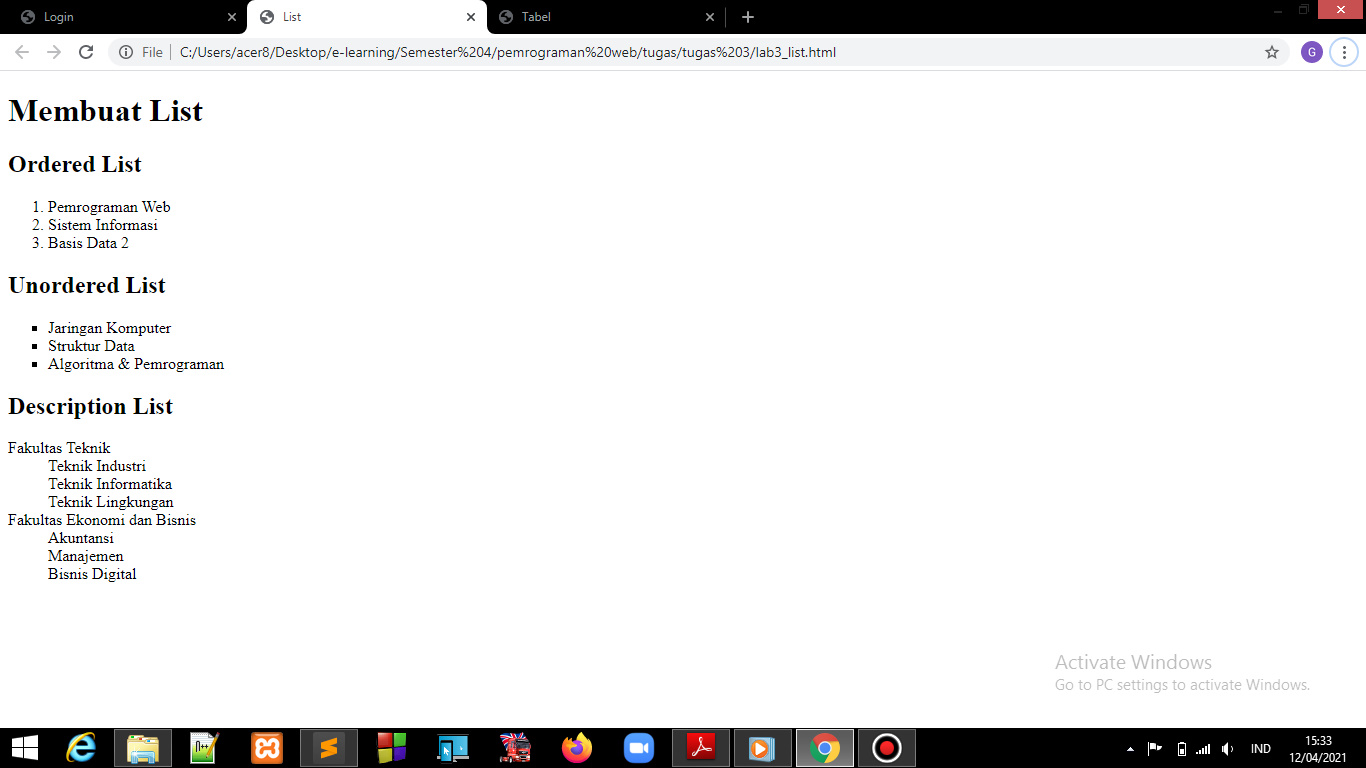 Login
List
Tabel
File
C:/Users/acer8/Desktop/e-learning/Semester%204/pemrograman%20web/tugas/tugas%203/lab3_list.html
G
Membuat List
Ordered List
1. Pemrograman Web
2. Sistem Informasi
3. Basis Data 2
Unordered List
▪ Jaringan Komputer
▪ Struktur Data
▪ Algoritma & Pemrograman
Description List
Fakultas Teknik
Teknik Industri
Teknik Informatika
Teknik Lingkungan
Fakultas Ekonomi dan Bisnis
Akuntansi
Manajemen
Bisnis Digital
Activate Windows
Go to PC settings to activate Windows.
IND
15:33
12/04/2021